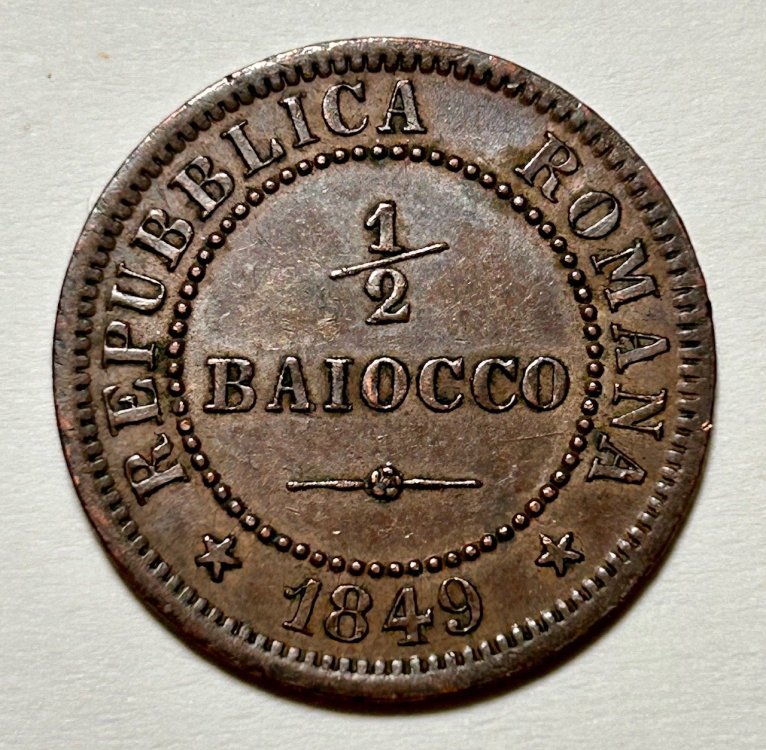 REPUBBLICA ROMANA
1/2
BAIOCCO
1849